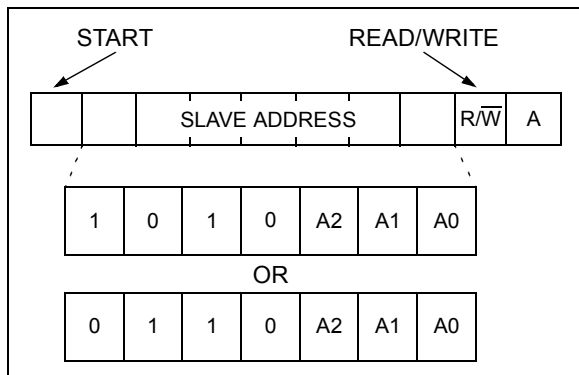 START READ/WRITE
SLAVE ADDRESS R/W̅ A
1 0 1 0 A2 A1 A0
OR
0 1 1 0 A2 A1 A0